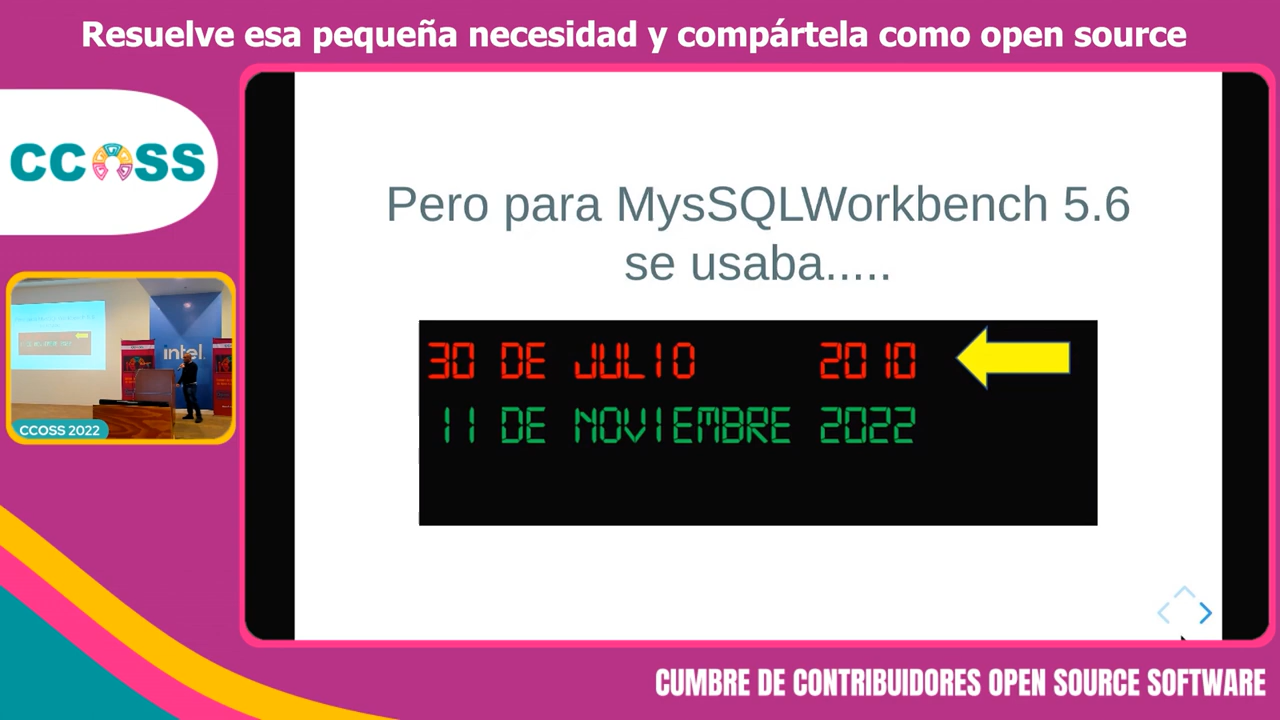 Resuelve esa pequeña necesidad y compártela como open source
CCOSS
Pero para MysSQLWorkbench 5.6
se usaba.....
30 DE JULIO 2010
11 DE NOVIEMBRE 2022
intel.
CCOSS 2022
CUMBRE DE CONTRIBUIDORES OPEN SOURCE SOFTWARE